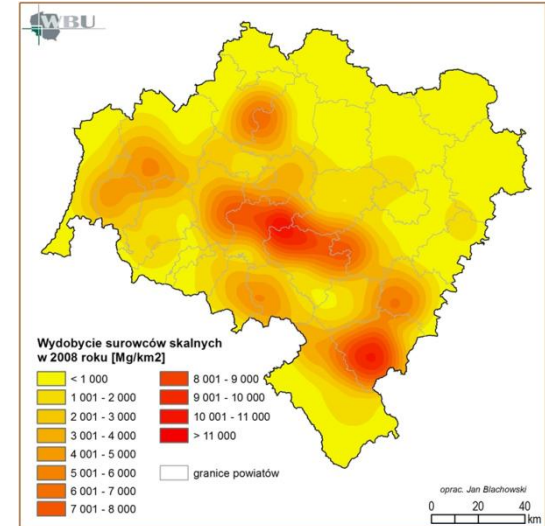 WBU
Wydobycie surowców skalnych
w 2008 roku [Mg/km2]
< 1 000
1 001 - 2 000
2 001 - 3 000
3 001 - 4 000
4 001 - 5 000
5 001 - 6 000
6 001 - 7 000
7 001 - 8 000
8 001 - 9 000
9 001 - 10 000
10 001 - 11 000
> 11 000
granice powiatów
oprac. Jan Blachowski
0 20 40
km